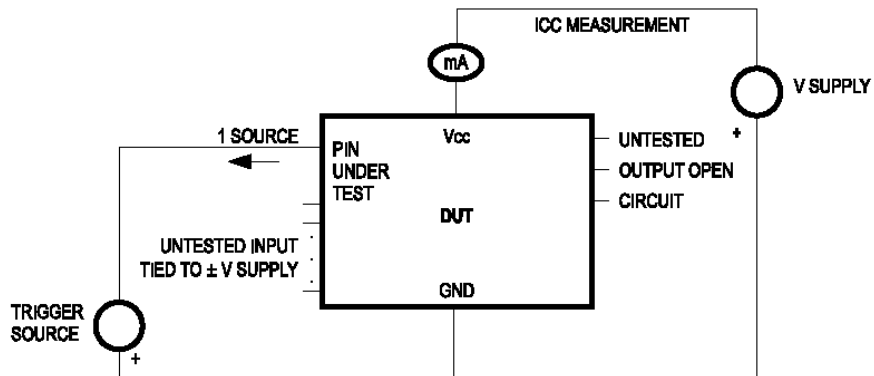 ICC MEASUREMENT
mA
V SUPPLY
+
1 SOURCE
Vcc
UNTESTED
PIN
UNDER
TEST
OUTPUT OPEN
CIRCUIT
DUT
UNTESTED INPUT
TIED TO ± V SUPPLY
GND
TRIGGER
SOURCE
+